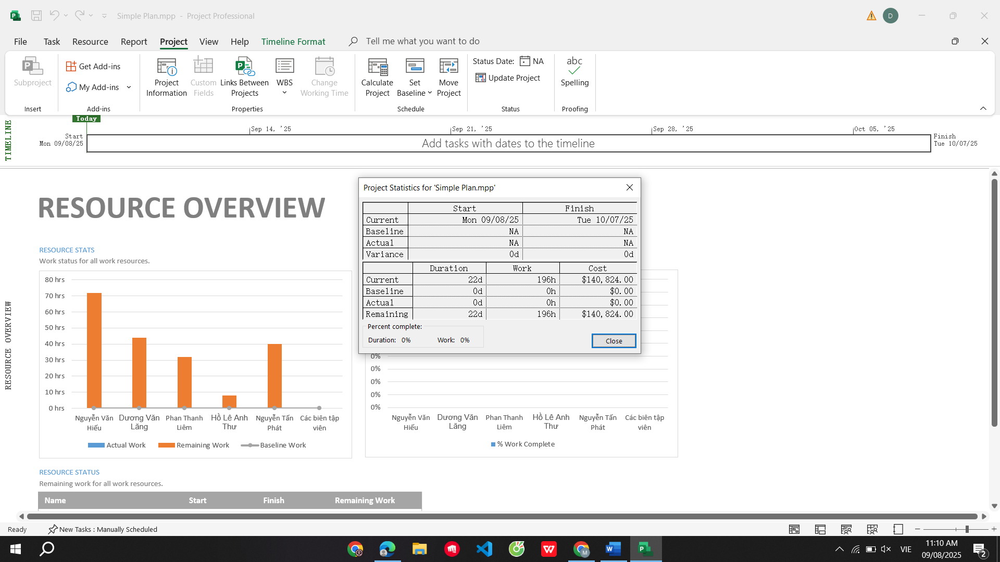 Simple Plan.mpp - Project Professional
D
File Task Resource Report Project View Help Timeline Format Tell me what you want to do
Subproject
Insert
Get Add-ins
My Add-ins
Add-ins
Project Information
Custom Fields
Links Between Projects
WBS
Change Working Time
Properties
Calculate Project
Set Baseline
Move Project
Schedule
Status Date: NA
Update Project
Status
abc
Spelling
Proofing
TIMELINE
Today
Sep 14, '25
Sep 21, '25
Sep 28, '25
Oct 05, '25
Start
Mon 09/08/25
Add tasks with dates to the timeline
Finish
Tue 10/07/25
RESOURCE OVERVIEW
RESOURCE OVERVIEW
RESOURCE STATS
Work status for all work resources.
80 hrs
70 hrs
60 hrs
50 hrs
40 hrs
30 hrs
20 hrs
10 hrs
0 hrs
Nguyễn Văn Hiếu
Dương Văn Lăng
Phan Thanh Liêm
Hồ Lê Anh Thư
Nguyễn Tấn Phát
Các biên tập viên
Actual Work Remaining Work Baseline Work
Project Statistics for 'Simple Plan.mpp'
Start Finish
Current Mon 09/08/25 Tue 10/07/25
Baseline NA NA
Actual NA NA
Variance 0d 0d
Duration Work Cost
Current 22d 196h $140,824.00
Baseline 0d 0h $0.00
Actual 0d 0h $0.00
Remaining 22d 196h $140,824.00
Percent complete:
Duration: 0% Work: 0%
Close
0%
0%
0%
0%
0%
Nguyễn Văn Hiếu
Dương Văn Lăng
Phan Thanh Liêm
Hồ Lê Anh Thư
Nguyễn Tấn Phát
Các biên tập viên
% Work Complete
RESOURCE STATUS
Remaining work for all work resources.
Name Start Finish Remaining Work
Ready New Tasks : Manually Scheduled
VIE
11:10 AM
09/08/2025
2